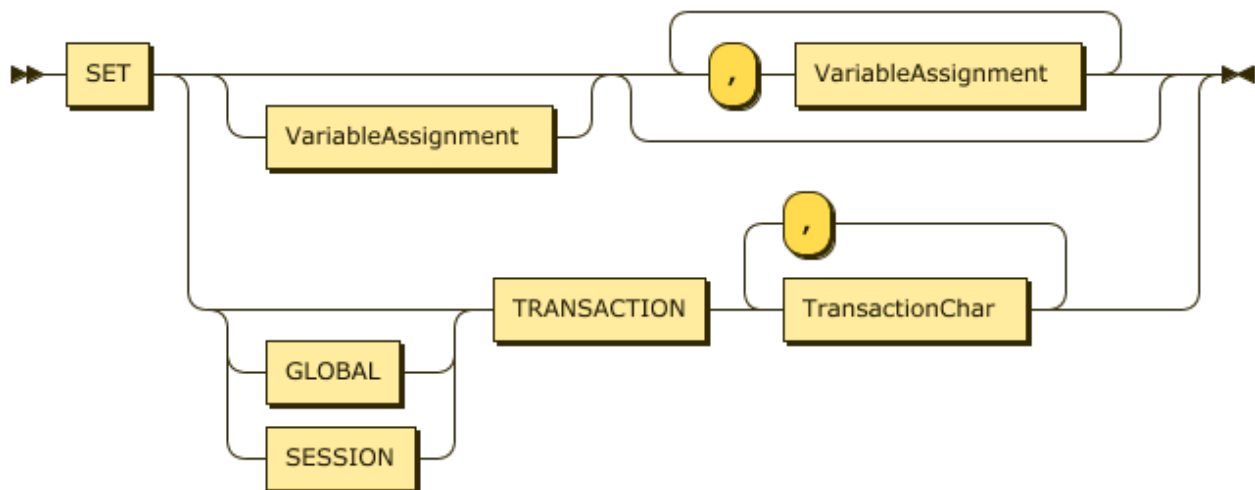 SET
,
VariableAssignment
VariableAssignment
,
TRANSACTION
TransactionChar
GLOBAL
SESSION